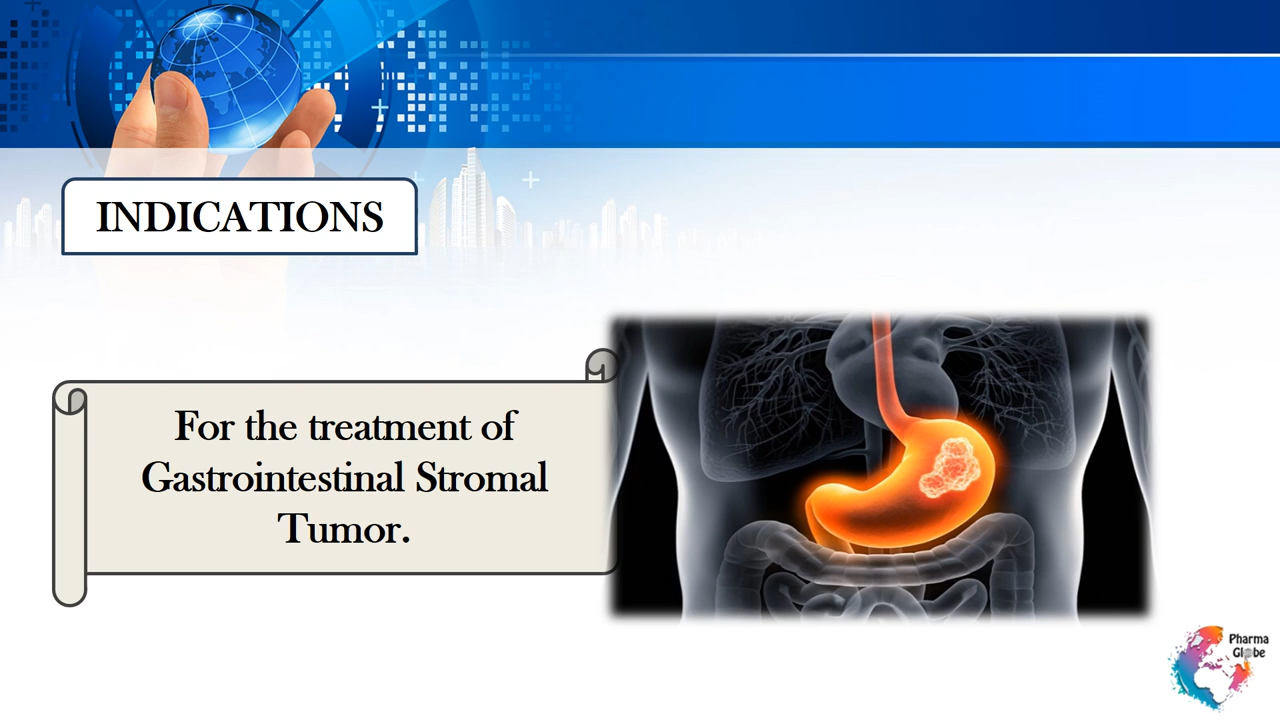 INDICATIONS
For the treatment of
Gastrointestinal Stromal
Tumor.
Pharma
Globe